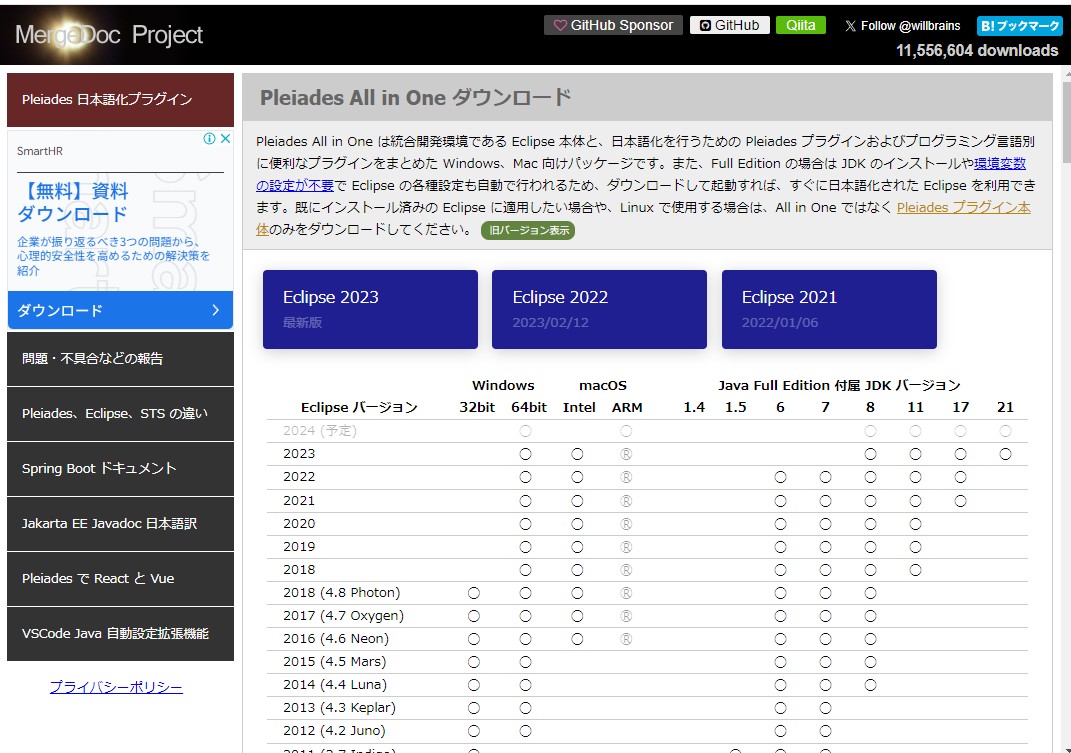 MergeDoc Project
GitHub Sponsor
GitHub
Qiita
Follow @willbrains
B!ブックマーク
11,556,604 downloads
Pleiades 日本語化プラグイン
SmartHR
【無料】資料
ダウンロード
企業が振り返るべき3つの問題から、
心理的安全性を高めるための解決策を
紹介
ダウンロード
問題・不具合などの報告
Pleiades、Eclipse、STS の違い
Spring Boot ドキュメント
Jakarta EE Javadoc 日本語訳
Pleiades で React と Vue
VSCode Java 自動設定拡張機能
プライバシーポリシー
Pleiades All in One ダウンロード
Pleiades All in One は統合開発環境である Eclipse 本体と、日本語化を行うための Pleiades プラグインおよびプログラミング言語別
に便利なプラグインをまとめた Windows、Mac 向けパッケージです。また、Full Edition の場合は JDK のインストールや環境変数
の設定が不要で Eclipse の各種設定も自動で行われるため、ダウンロードして起動すれば、すぐに日本語化された Eclipse を利用でき
ます。既にインストール済みの Eclipse に適用したい場合や、Linux で使用する場合は、All in One ではなく Pleiades プラグイン本
体のみをダウンロードしてください。 旧バージョン表示
Eclipse 2023
最新版
Eclipse 2022
2023/02/12
Eclipse 2021
2022/01/06
Windows macOS Java Full Edition 付属 JDK バージョン
Eclipse バージョン 32bit 64bit Intel ARM 1.4 1.5 6 7 8 11 17 21
2024 (予定) ○ ○ ○ ○ ○ ○
2023 ○ ○ Ⓡ ○ ○ ○ ○
2022 ○ ○ Ⓡ ○ ○ ○ ○ ○
2021 ○ ○ Ⓡ ○ ○ ○ ○ ○
2020 ○ ○ Ⓡ ○ ○ ○ ○
2019 ○ ○ Ⓡ ○ ○ ○ ○
2018 ○ ○ Ⓡ ○ ○ ○ ○
2018 (4.8 Photon) ○ ○ ○ Ⓡ ○ ○ ○
2017 (4.7 Oxygen) ○ ○ ○ Ⓡ ○ ○ ○
2016 (4.6 Neon) ○ ○ ○ Ⓡ ○ ○ ○
2015 (4.5 Mars) ○ ○ ○ ○ ○
2014 (4.4 Luna) ○ ○ ○ ○ ○
2013 (4.3 Keplar) ○ ○ ○ ○
2012 (4.2 Juno) ○ ○ ○ ○
2011 (3.7 Indigo) ○ ○ ○ ○